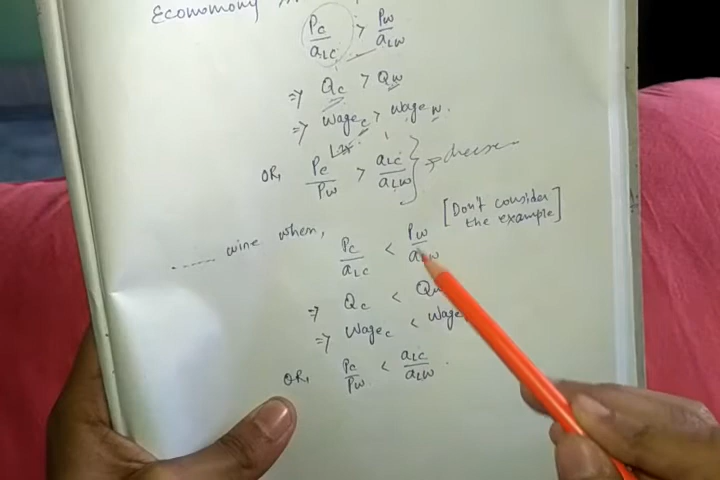 Economony
Pc/aLC > Pw/aLW
=> Qc > Qw
=> Wagec > Wagew.
OR, Pc/Pw > aLC/aLW } → cheese
[Don't consider the example]
...... wine when,
Pc/aLC < Pw/aLW
=> Qc < Qw
=> Wagec < Wage
OR, Pc/Pw < aLC/aLW.